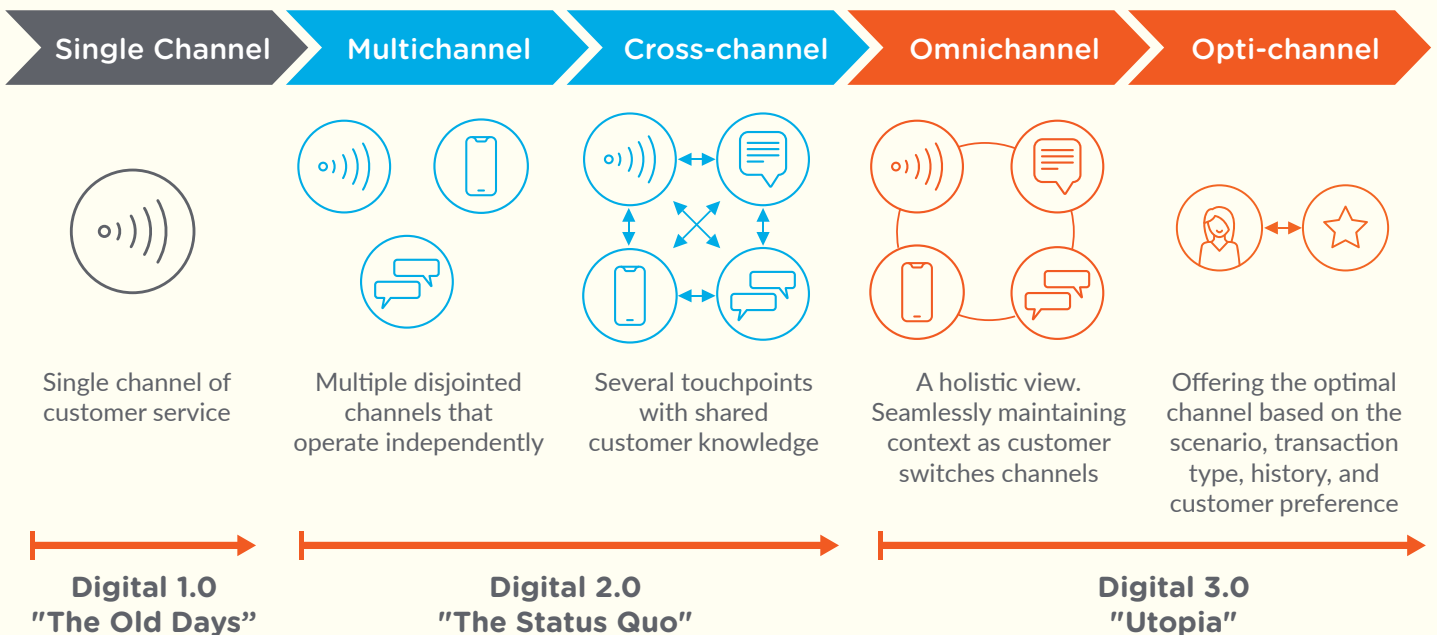 Single Channel
Multichannel
Cross-channel
Omnichannel
Opti-channel
Single channel of
customer service
Multiple disjointed
channels that
operate independently
Several touchpoints
with shared
customer knowledge
A holistic view.
Seamlessly maintaining
context as customer
switches channels
Offering the optimal
channel based on the
scenario, transaction
type, history, and
customer preference
Digital 1.0
"The Old Days”
Digital 2.0
"The Status Quo"
Digital 3.0
"Utopia"